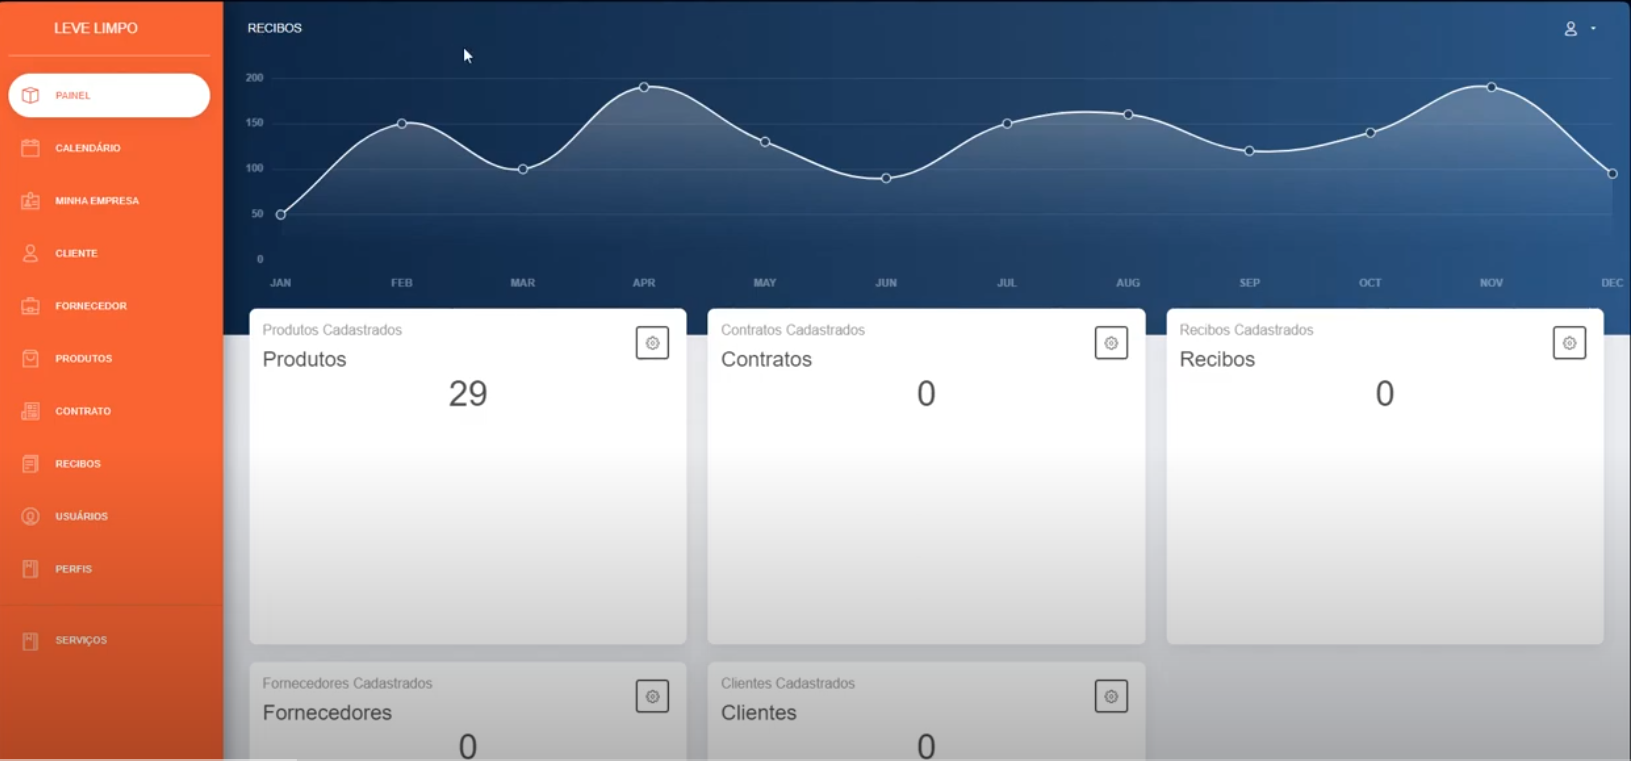 LEVE LIMPO
PAINEL
CALENDÁRIO
MINHA EMPRESA
CLIENTE
FORNECEDOR
PRODUTOS
CONTRATO
RECIBOS
USUÁRIOS
PERFIS
SERVIÇOS
RECIBOS
200
150
100
50
0
JAN FEB MAR APR MAY JUN JUL AUG SEP OCT NOV DEC
Produtos Cadastrados
Produtos
29
Contratos Cadastrados
Contratos
0
Recibos Cadastrados
Recibos
0
Fornecedores Cadastrados
Fornecedores
0
Clientes Cadastrados
Clientes
0